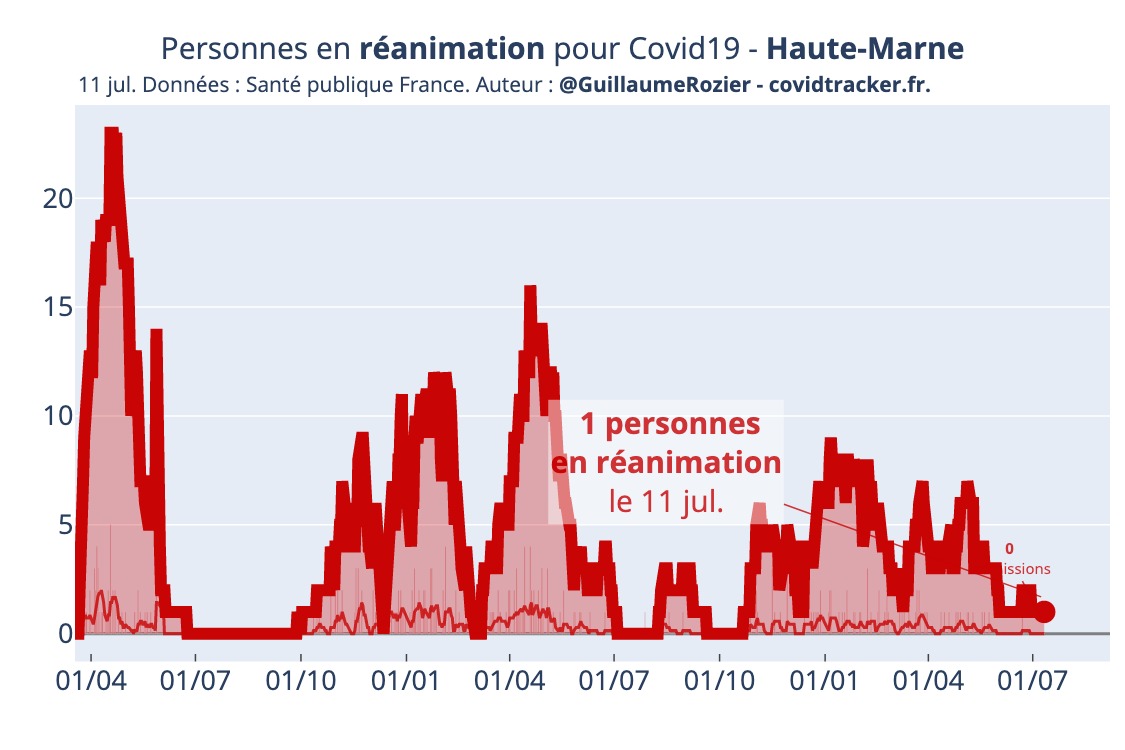 Personnes en réanimation pour Covid19 - Haute-Marne
11 jul. Données : Santé publique France. Auteur : @GuillaumeRozier - covidtracker.fr.
20
15
10
5
0
1 personnes
en réanimation
le 11 jul.
0
01/04 01/07 01/10 01/01 01/04 01/07 01/10 01/01 01/04 01/07